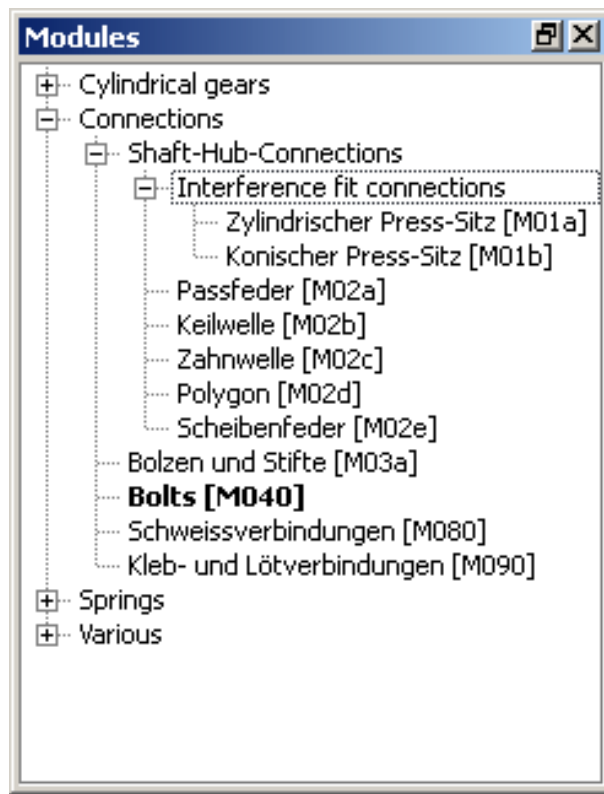 Modules
Cylindrical gears
Connections
Shaft-Hub-Connections
Interference fit connections
Zylindrischer Press-Sitz [M01a]
Konischer Press-Sitz [M01b]
Passfeder [M02a]
Keilwelle [M02b]
Zahnwelle [M02c]
Polygon [M02d]
Scheibenfeder [M02e]
Bolzen und Stifte [M03a]
Bolts [M040]
Schweissverbindungen [M080]
Kleb- und Lötverbindungen [M090]
Springs
Various